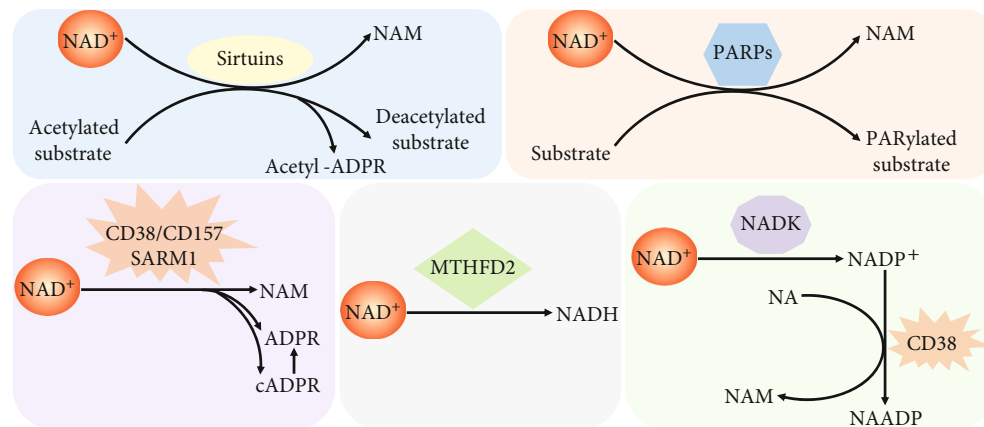 NAD+
Sirtuins
NAM
Acetylated
substrate
Deacetylated
substrate
Acetyl -ADPR
NAD+
PARPs
NAM
Substrate
PARylated
substrate
CD38/CD157
SARM1
NAD+
NAM
ADPR
cADPR
MTHFD2
NAD+
NADH
NADK
NAD+
NADP+
NA
CD38
NAM
NAADP